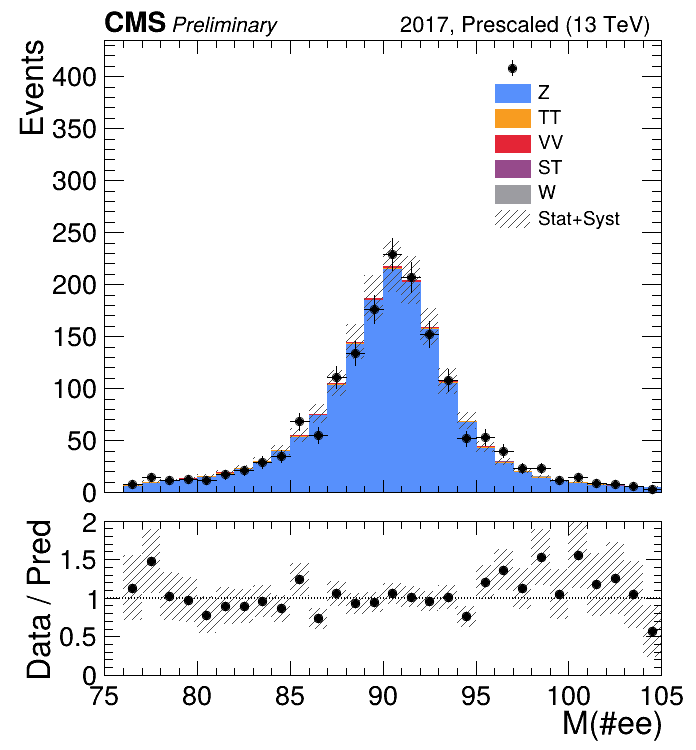 CMS Preliminary 2017, Prescaled (13 TeV)
Events
400
350
300
250
200
150
100
50
0
Z
TT
VV
ST
W
Stat+Syst
Data / Pred
2
1.5
1
0.5
0
75 80 85 90 95 100 105
M(#ee)